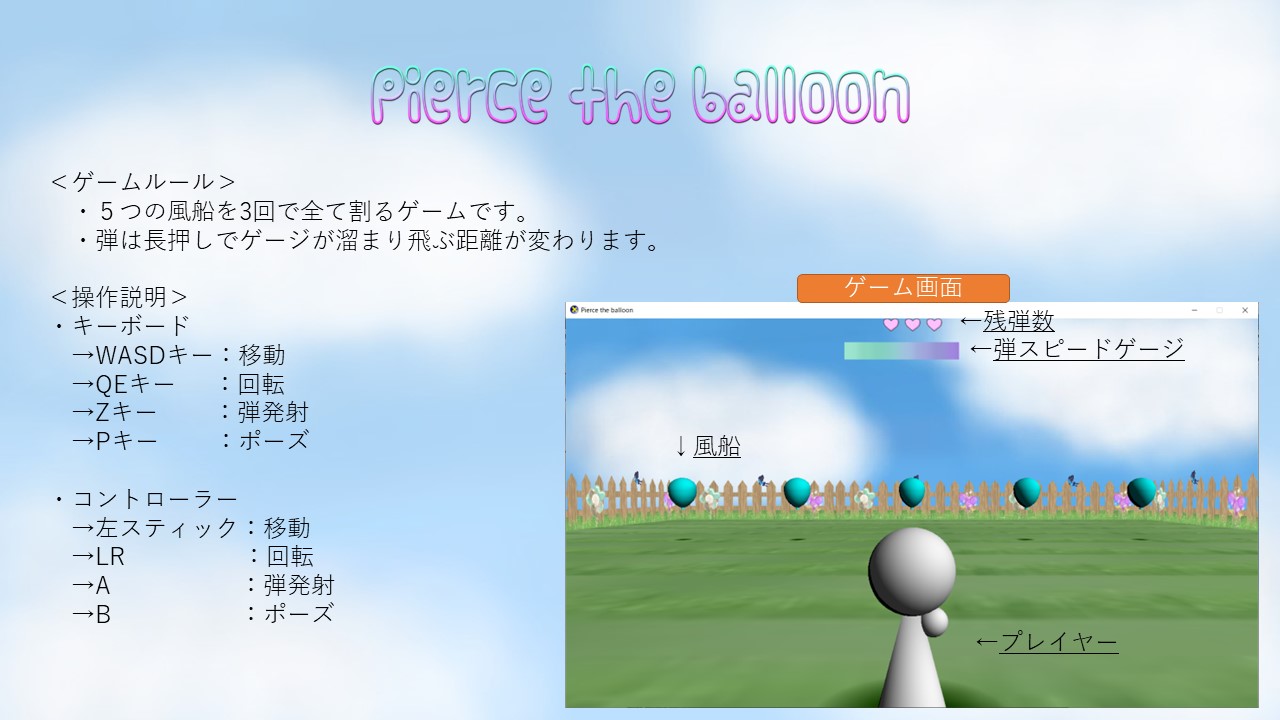 Pierce the balloon
＜ゲームルール＞
・５つの風船を3回で全て割るゲームです。
・弾は長押しでゲージが溜まり飛ぶ距離が変わります。
＜操作説明＞
・キーボード
→WASDキー：移動
→QEキー　：回転
→Zキー　　：弾発射
→Pキー　　：ポーズ
・コントローラー
→左スティック：移動
→LR　　　　　：回転
→A　　　　　 ：弾発射
→B　　　　　 ：ポーズ
ゲーム画面
Pierce the balloon
←残弾数
←弾スピードゲージ
↓風船
←プレイヤー